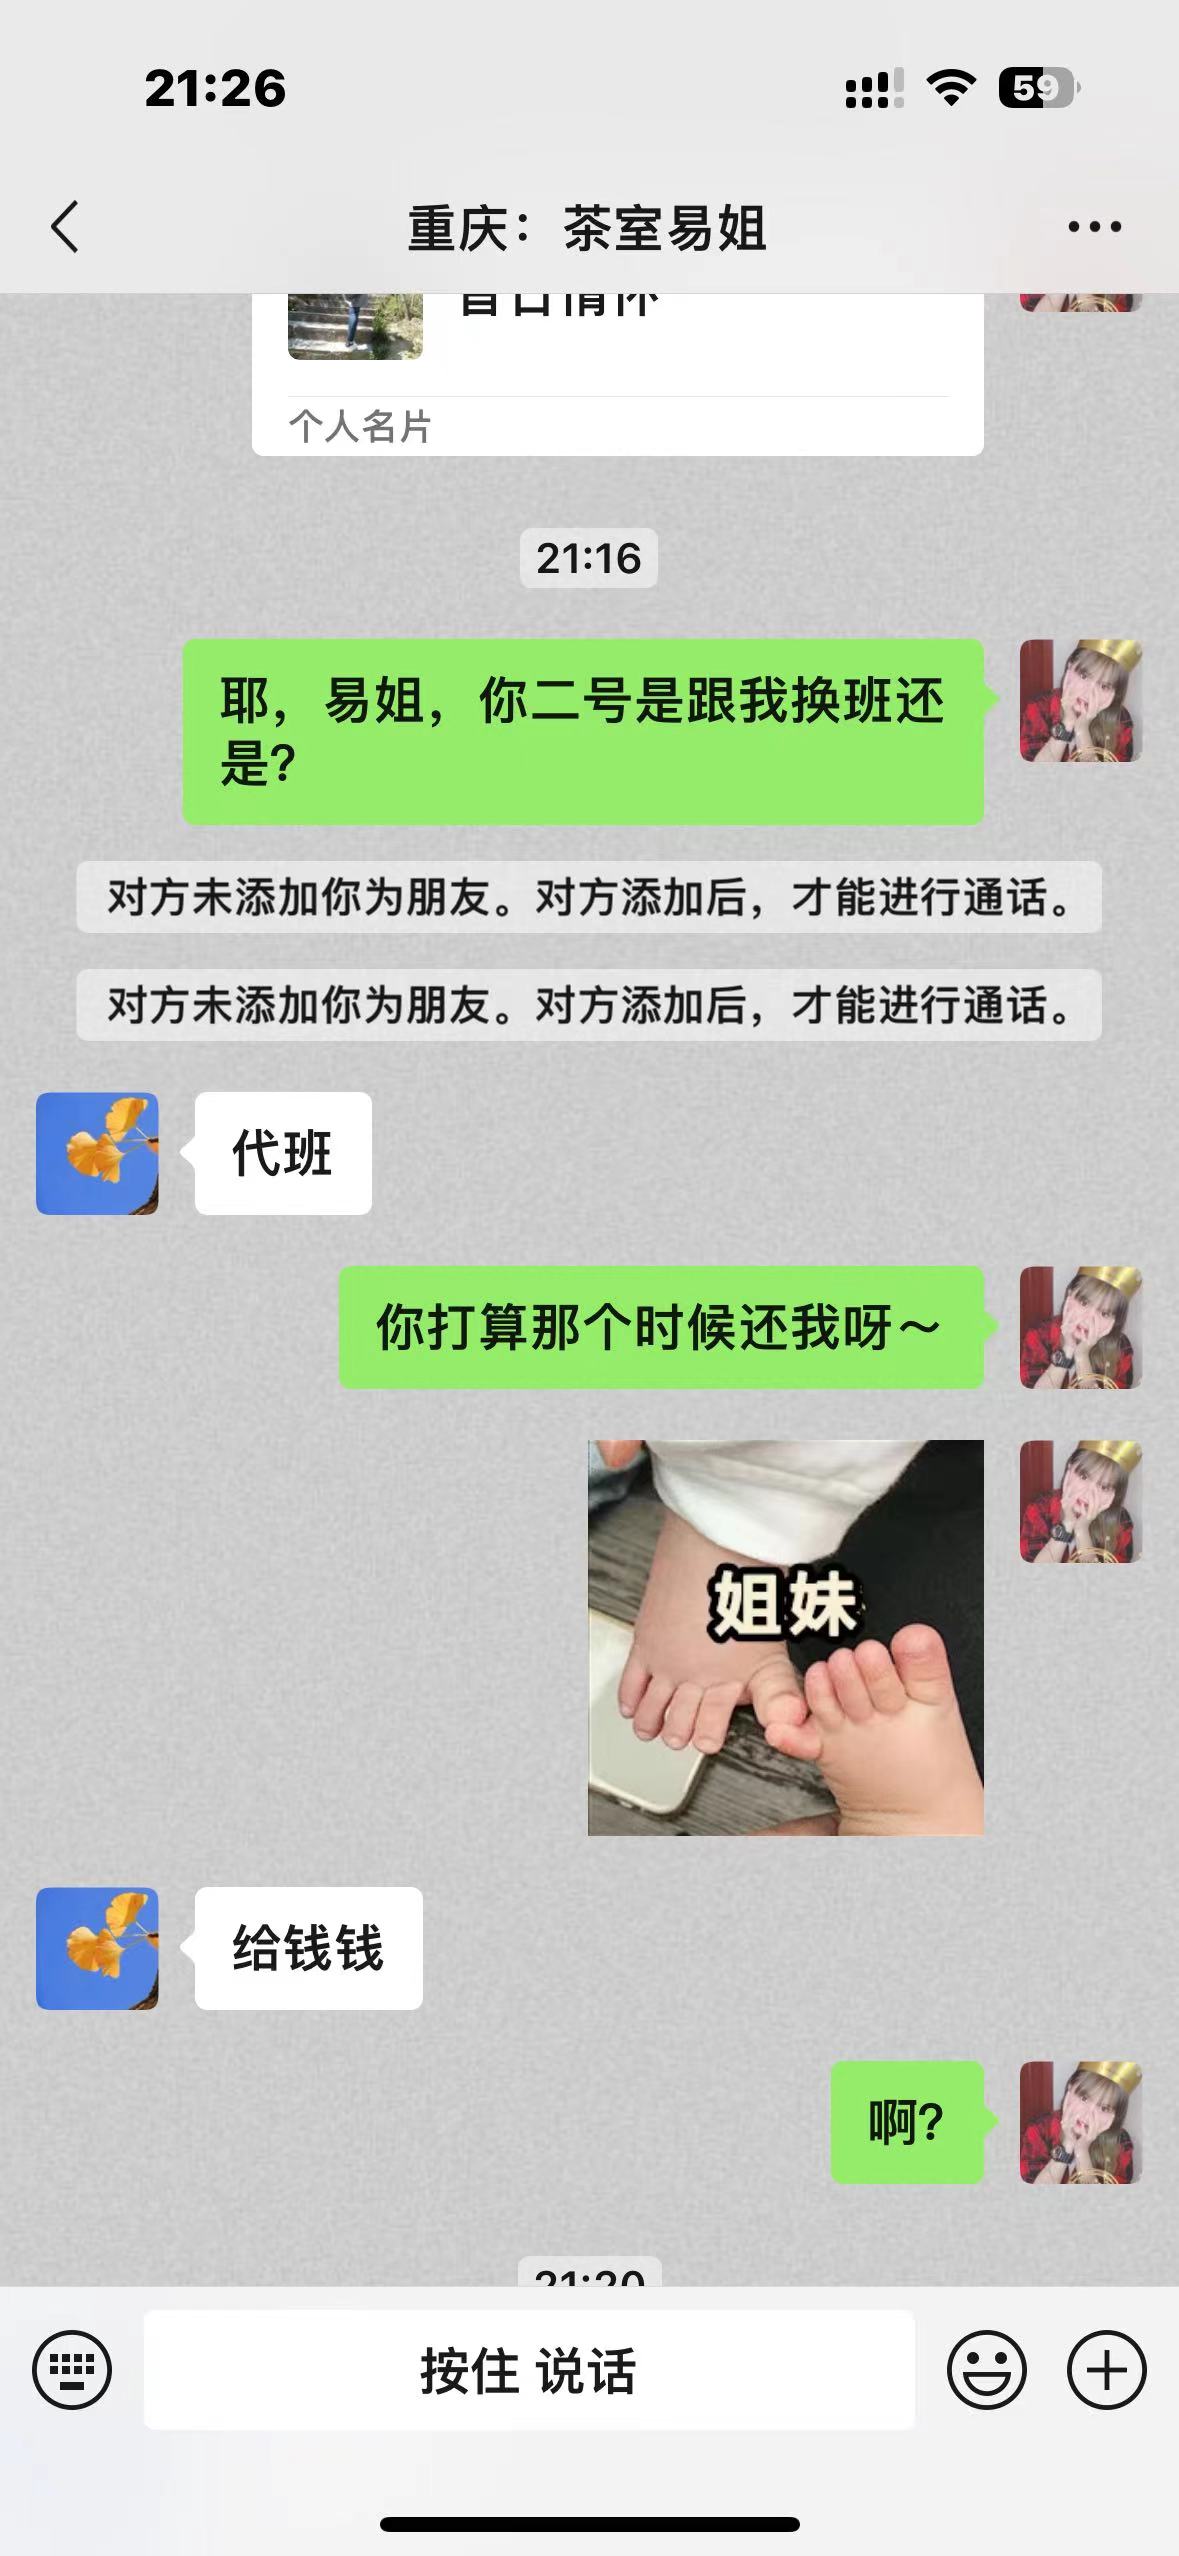 21:26
59
重庆：茶室易姐
个人名片
21:16
耶，易姐，你二号是跟我换班还
是?
对方未添加你为朋友。对方添加后，才能进行通话。
对方未添加你为朋友。对方添加后，才能进行通话。
代班
你打算那个时候还我呀～
姐妹
给钱钱
啊?
21:20
按住 说话